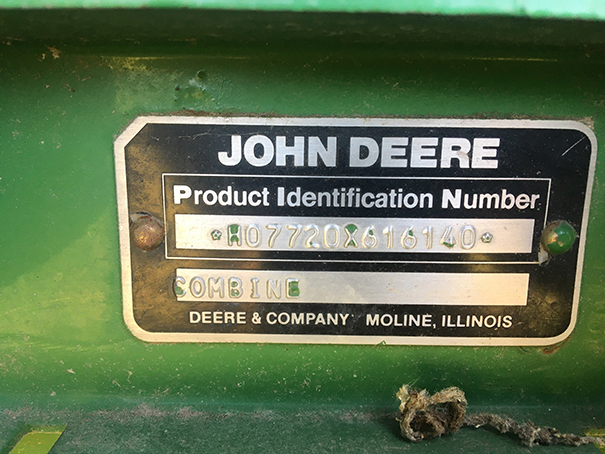 JOHN DEERE
Product Identification Number
*H07720X616140*
COMBINE
DEERE & COMPANY MOLINE, ILLINOIS